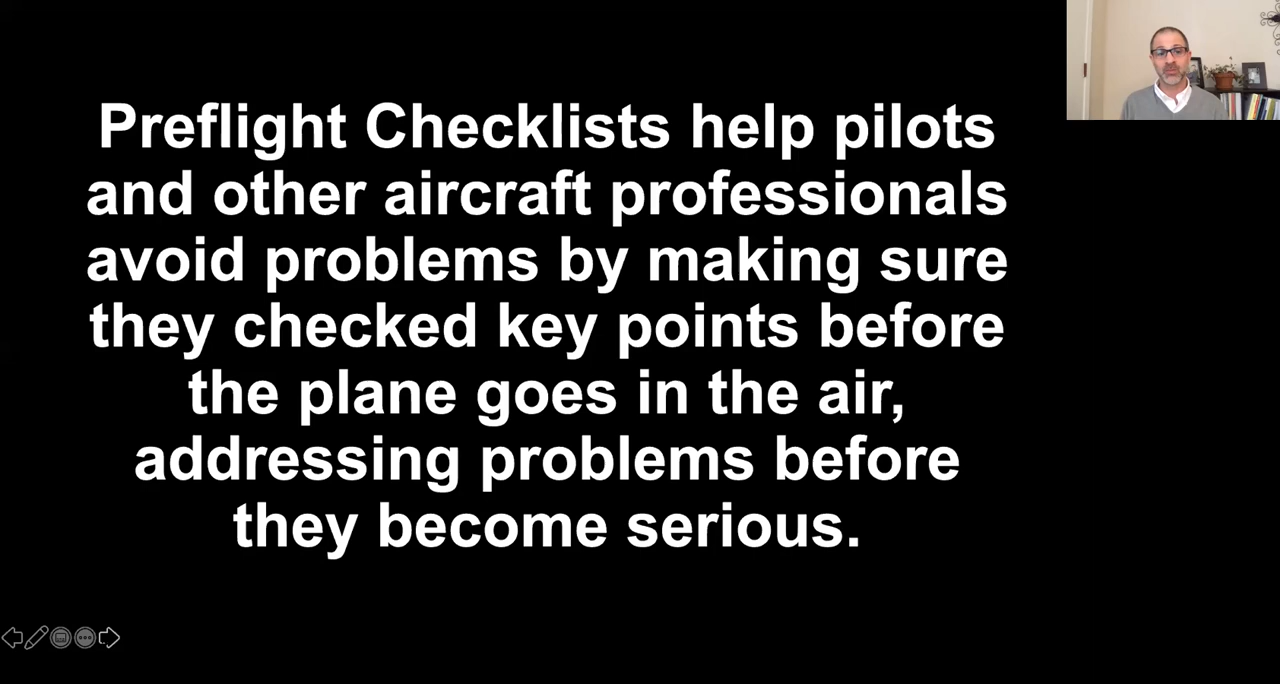 Preflight Checklists help pilots
and other aircraft professionals
avoid problems by making sure
they checked key points before
the plane goes in the air,
addressing problems before
they become serious.